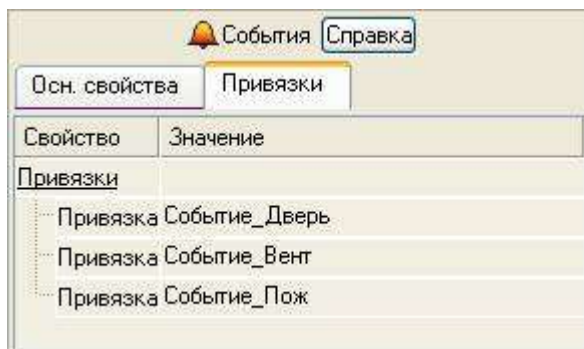 События Справка
Осн. свойства Привязки
Свойство Значение
Привязки
Привязка Событие_Дверь
Привязка Событие_Вент
Привязка Событие_Пож